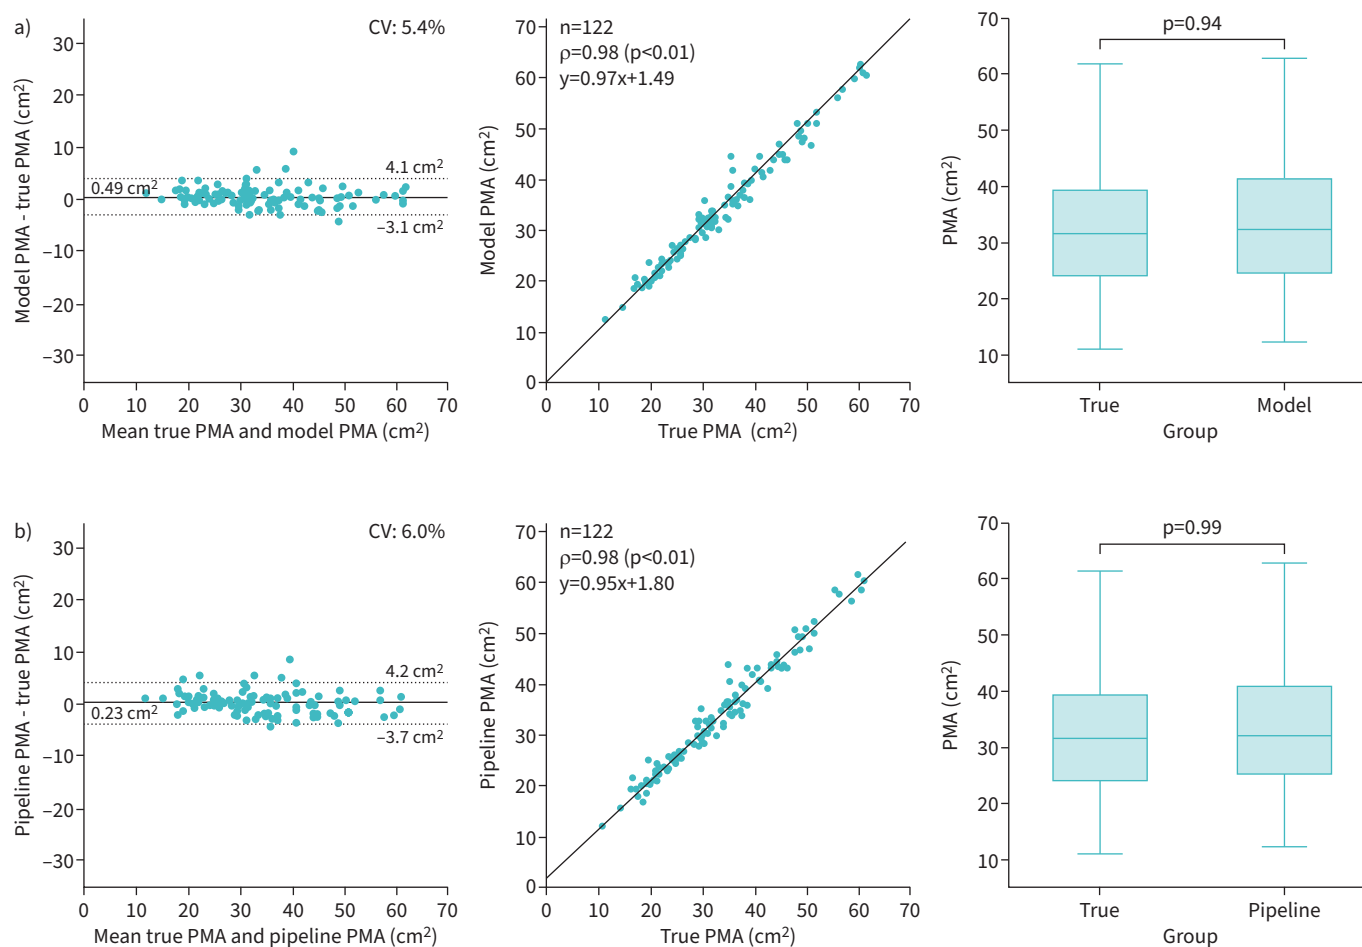 a)
CV: 5.4%
30
20
10
0
–10
–20
–30
4.1 cm²
0.49 cm²
–3.1 cm²
Model PMA - true PMA (cm²)
0 10 20 30 40 50 60 70
Mean true PMA and model PMA (cm²)
n=122
ρ=0.98 (p<0.01)
y=0.97x+1.49
70
60
50
40
30
20
10
0
Model PMA (cm²)
0 10 20 30 40 50 60 70
True PMA (cm²)
p=0.94
70
60
50
40
30
20
10
PMA (cm²)
True Model
Group
b)
CV: 6.0%
30
20
10
0
–10
–20
–30
4.2 cm²
0.23 cm²
–3.7 cm²
Pipeline PMA - true PMA (cm²)
0 10 20 30 40 50 60 70
Mean true PMA and pipeline PMA (cm²)
n=122
ρ=0.98 (p<0.01)
y=0.95x+1.80
70
60
50
40
30
20
10
0
Pipeline PMA (cm²)
0 10 20 30 40 50 60 70
True PMA (cm²)
p=0.99
70
60
50
40
30
20
10
PMA (cm²)
True Pipeline
Group